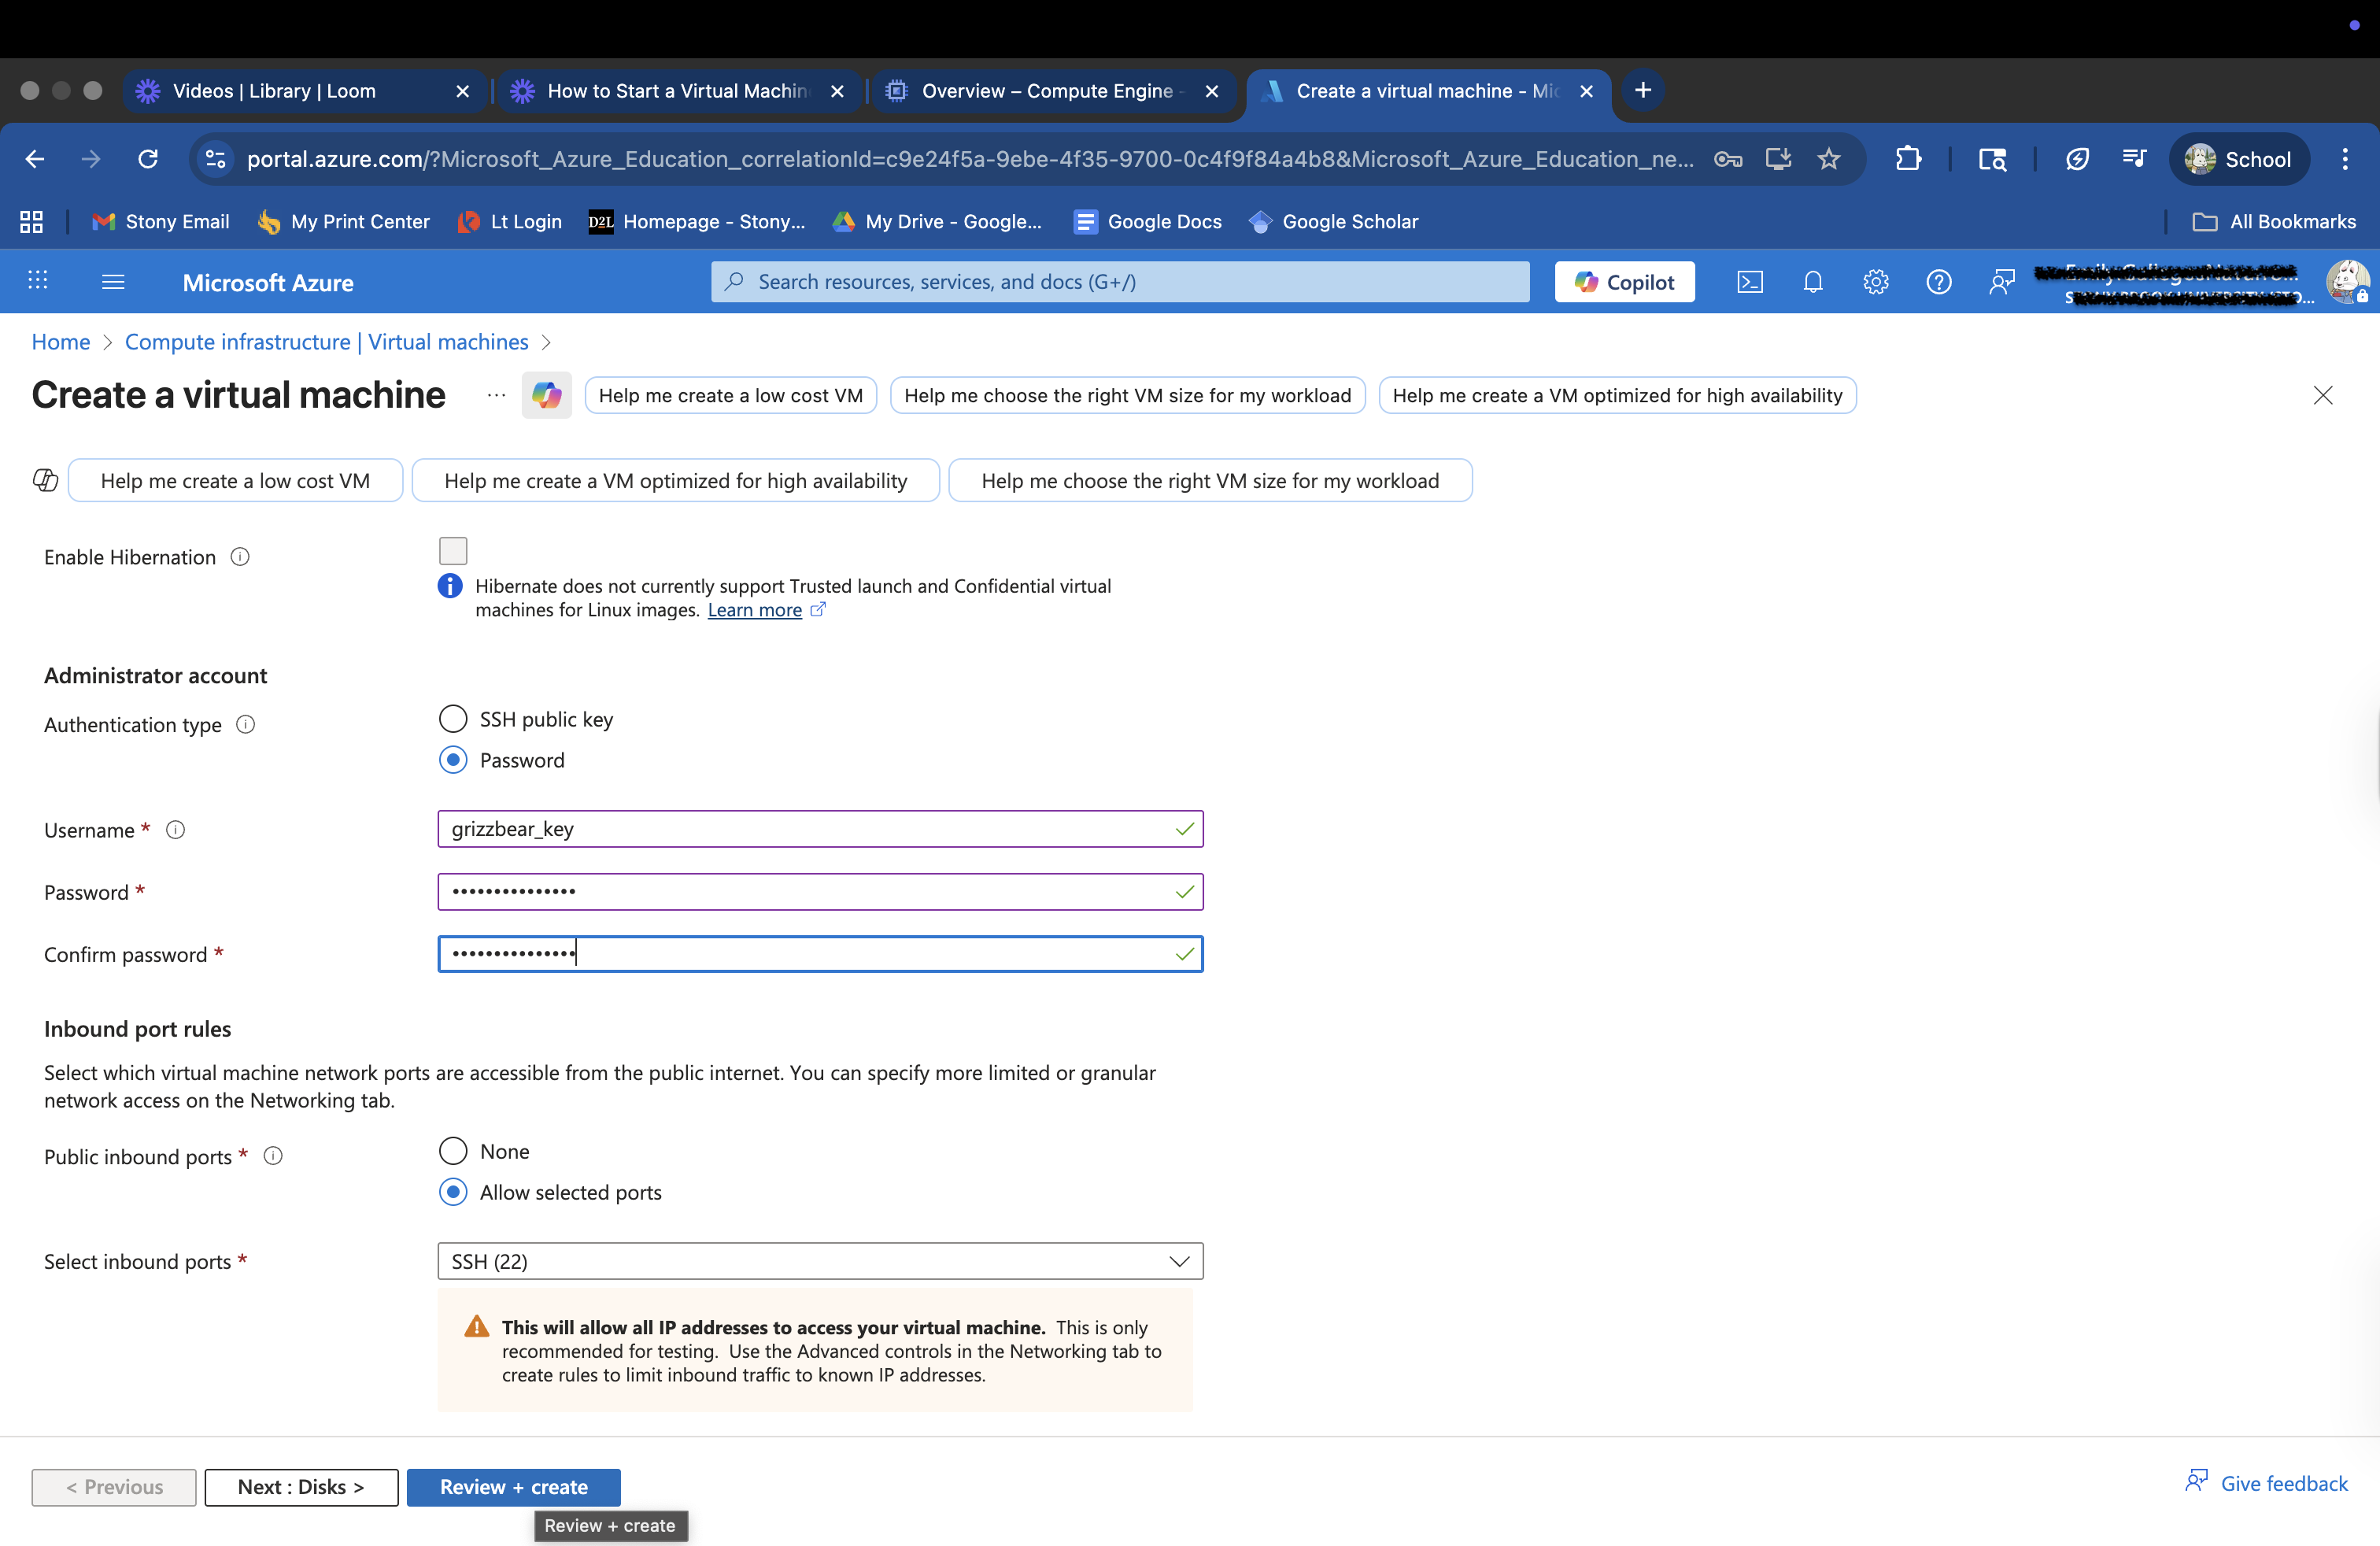 Videos | Library | Loom
How to Start a Virtual Machin
Overview – Compute Engine -
Create a virtual machine - Mic
portal.azure.com/?Microsoft_Azure_Education_correlationId=c9e24f5a-9ebe-4f35-9700-0c4f9f84a4b8&Microsoft_Azure_Education_ne...
School
Stony Email
My Print Center
Lt Login
D2L Homepage - Stony...
My Drive - Google...
Google Docs
Google Scholar
All Bookmarks
Microsoft Azure
Search resources, services, and docs (G+/)
Copilot
Home > Compute infrastructure | Virtual machines >
Create a virtual machine ...
Help me create a low cost VM
Help me choose the right VM size for my workload
Help me create a VM optimized for high availability
Help me create a low cost VM
Help me create a VM optimized for high availability
Help me choose the right VM size for my workload
Enable Hibernation
Hibernate does not currently support Trusted launch and Confidential virtual
machines for Linux images. Learn more
Administrator account
Authentication type
SSH public key
Password
Username *
grizzbear_key
Password *
•••••••••••••••
Confirm password *
•••••••••••••••
Inbound port rules
Select which virtual machine network ports are accessible from the public internet. You can specify more limited or granular
network access on the Networking tab.
Public inbound ports *
None
Allow selected ports
Select inbound ports *
SSH (22)
This will allow all IP addresses to access your virtual machine. This is only
recommended for testing. Use the Advanced controls in the Networking tab to
create rules to limit inbound traffic to known IP addresses.
< Previous
Next : Disks >
Review + create
Give feedback
Review + create